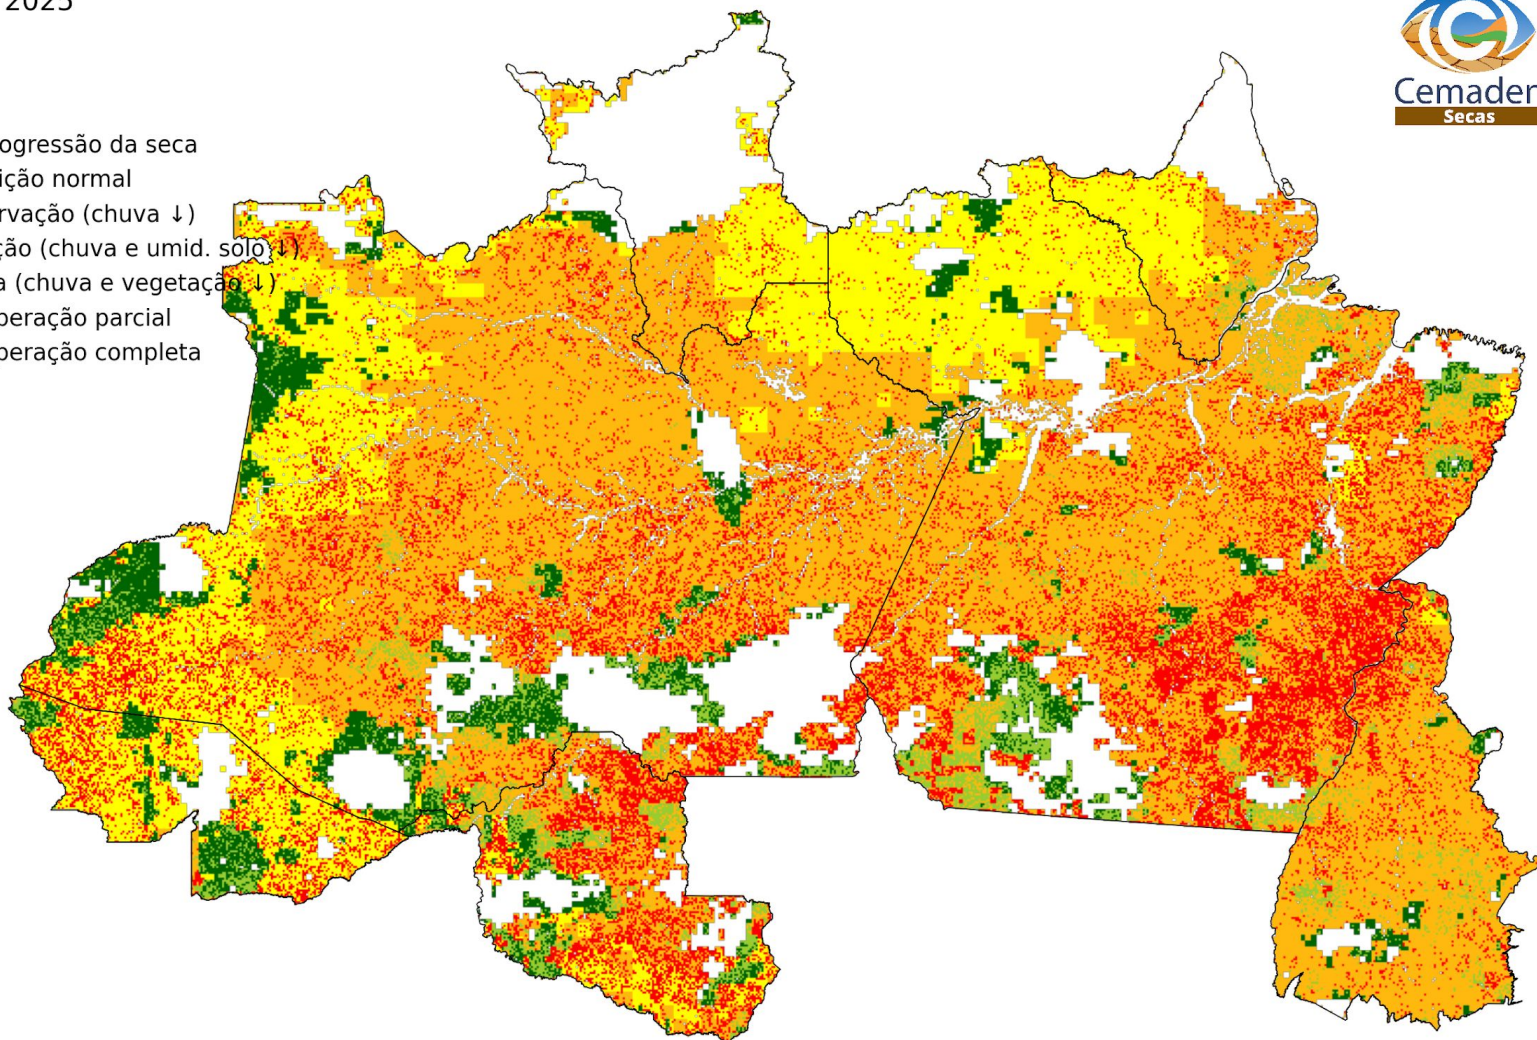 2025
ogressão da seca
ição normal
rvação (chuva ↓)
ção (chuva e umid. solo ↓)
a (chuva e vegetação ↓)
peração parcial
peração completa
Cemaden
Secas